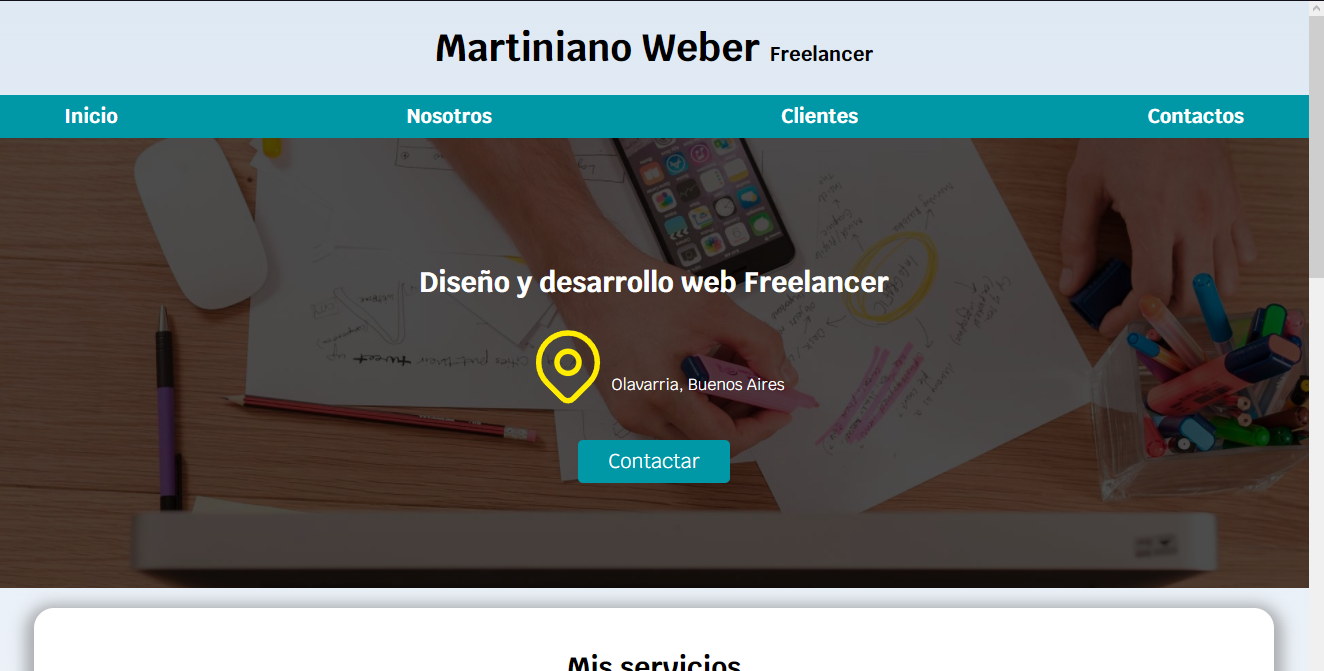 Martiniano Weber Freelancer
Inicio Nosotros Clientes Contactos
Diseño y desarrollo web Freelancer
Olavarria, Buenos Aires
Contactar
Mis servicios